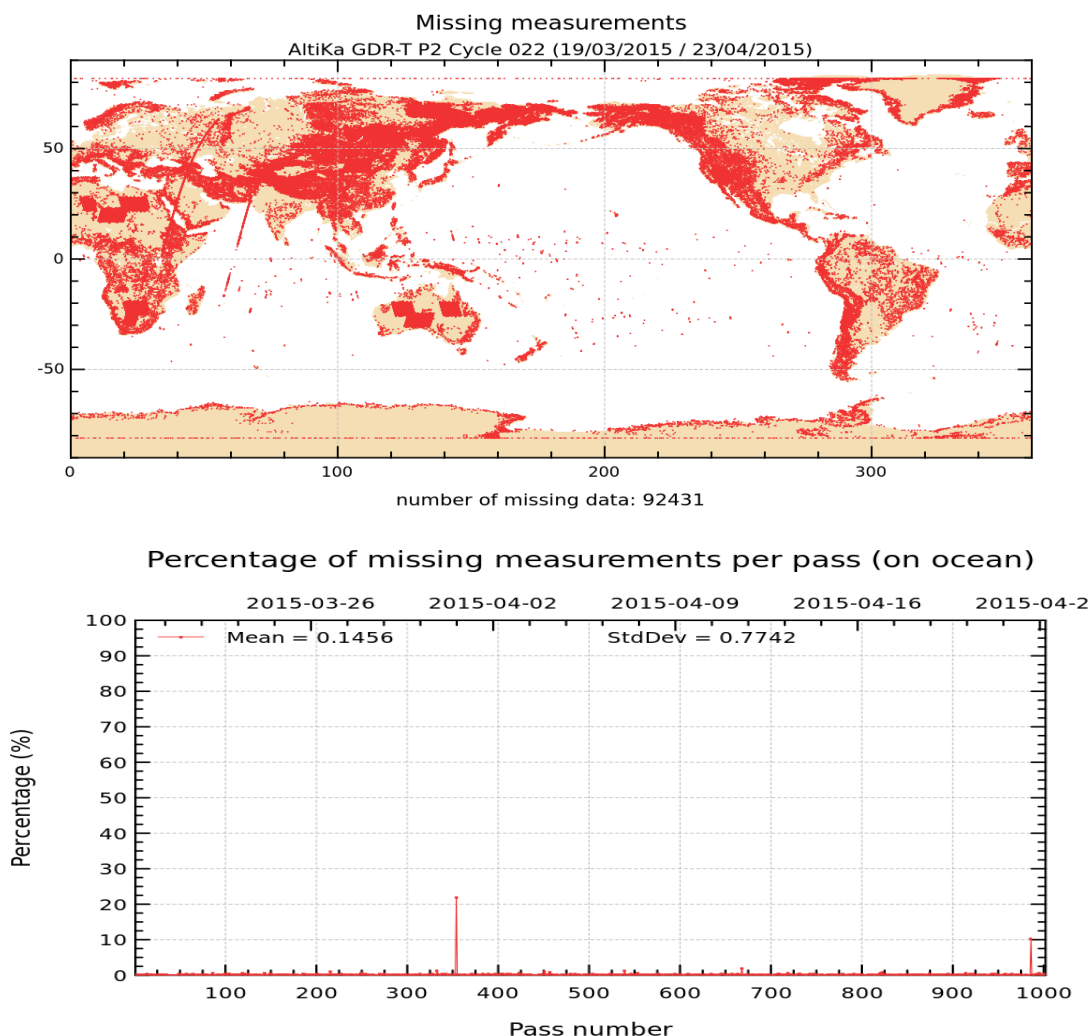 Missing measurements
AltiKa GDR-T P2 Cycle 022 (19/03/2015 / 23/04/2015)
50
0
-50
0 100 200 300
number of missing data: 92431
Percentage of missing measurements per pass (on ocean)
2015-03-26 2015-04-02 2015-04-09 2015-04-16 2015-04-2
Mean = 0.1456 StdDev = 0.7742
100
90
80
70
60
50
40
30
20
10
0
Percentage (%)
100 200 300 400 500 600 700 800 900 1000
Pass number